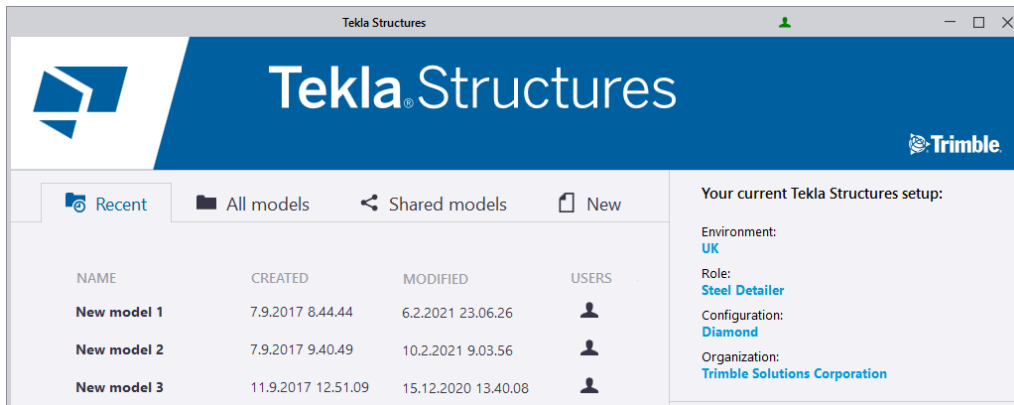 Tekla Structures
Tekla® Structures
Trimble.
Recent All models Shared models New
NAME CREATED MODIFIED USERS
New model 1 7.9.2017 8.44.44 6.2.2021 23.06.26
New model 2 7.9.2017 9.40.49 10.2.2021 9.03.56
New model 3 11.9.2017 12.51.09 15.12.2020 13.40.08
Your current Tekla Structures setup:
Environment:
UK
Role:
Steel Detailer
Configuration:
Diamond
Organization:
Trimble Solutions Corporation